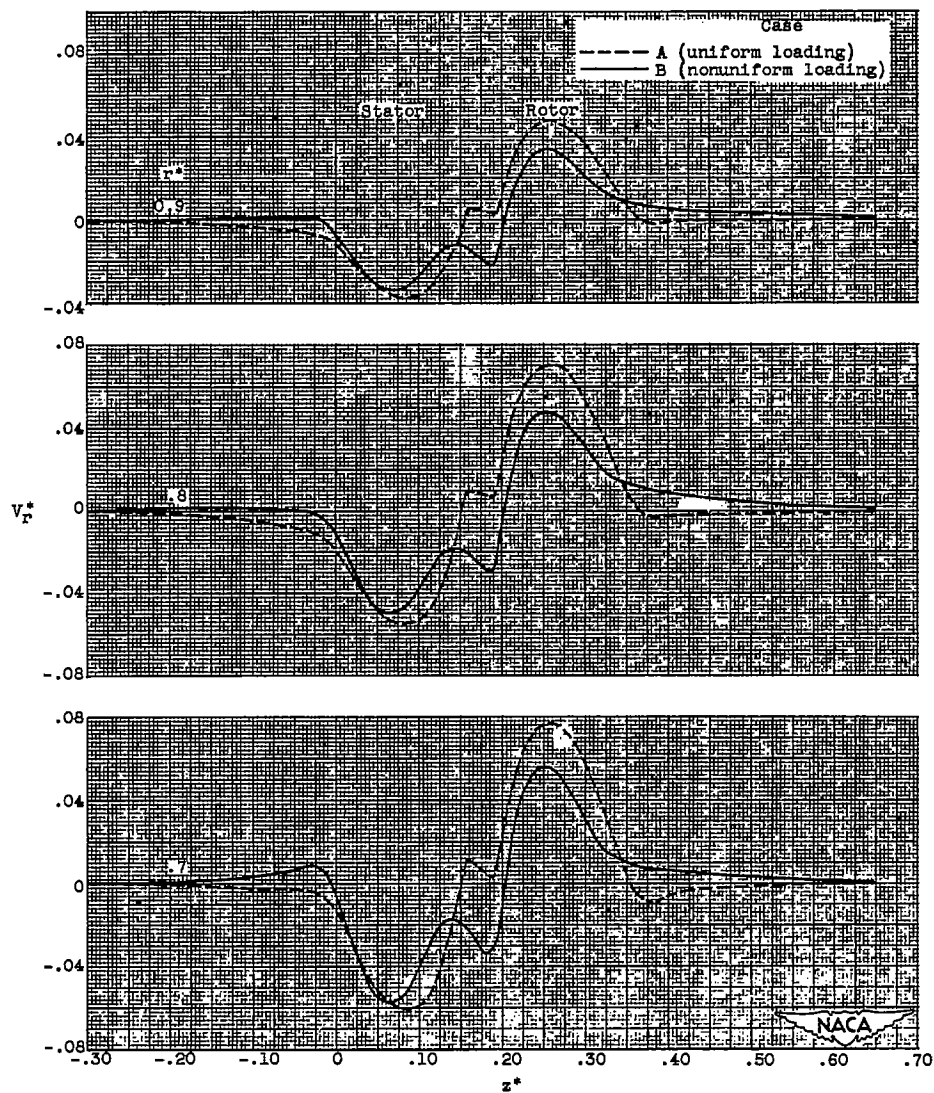 Case
A (uniform loading)
B (nonuniform loading)
.08
Stator Rotor
.04
r*
0.9
0
-.04
.08
.04
.8
V_r*
0
-.04
-.08
.08
.04
.7
0
-.04
NACA
-.08
-.30 -.20 -.10 0 .10 .20 .30 .40 .50 .60 .70
z*